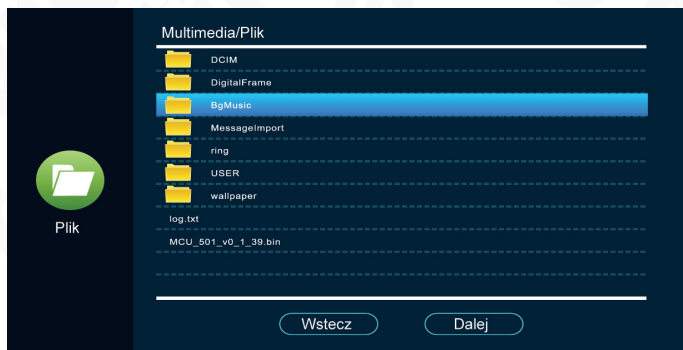 Multimedia/Plik
DCIM
DigitalFrame
BgMusic
MessageImport
ring
USER
wallpaper
log.txt
MCU_501_v0_1_39.bin
Plik
Wstecz
Dalej